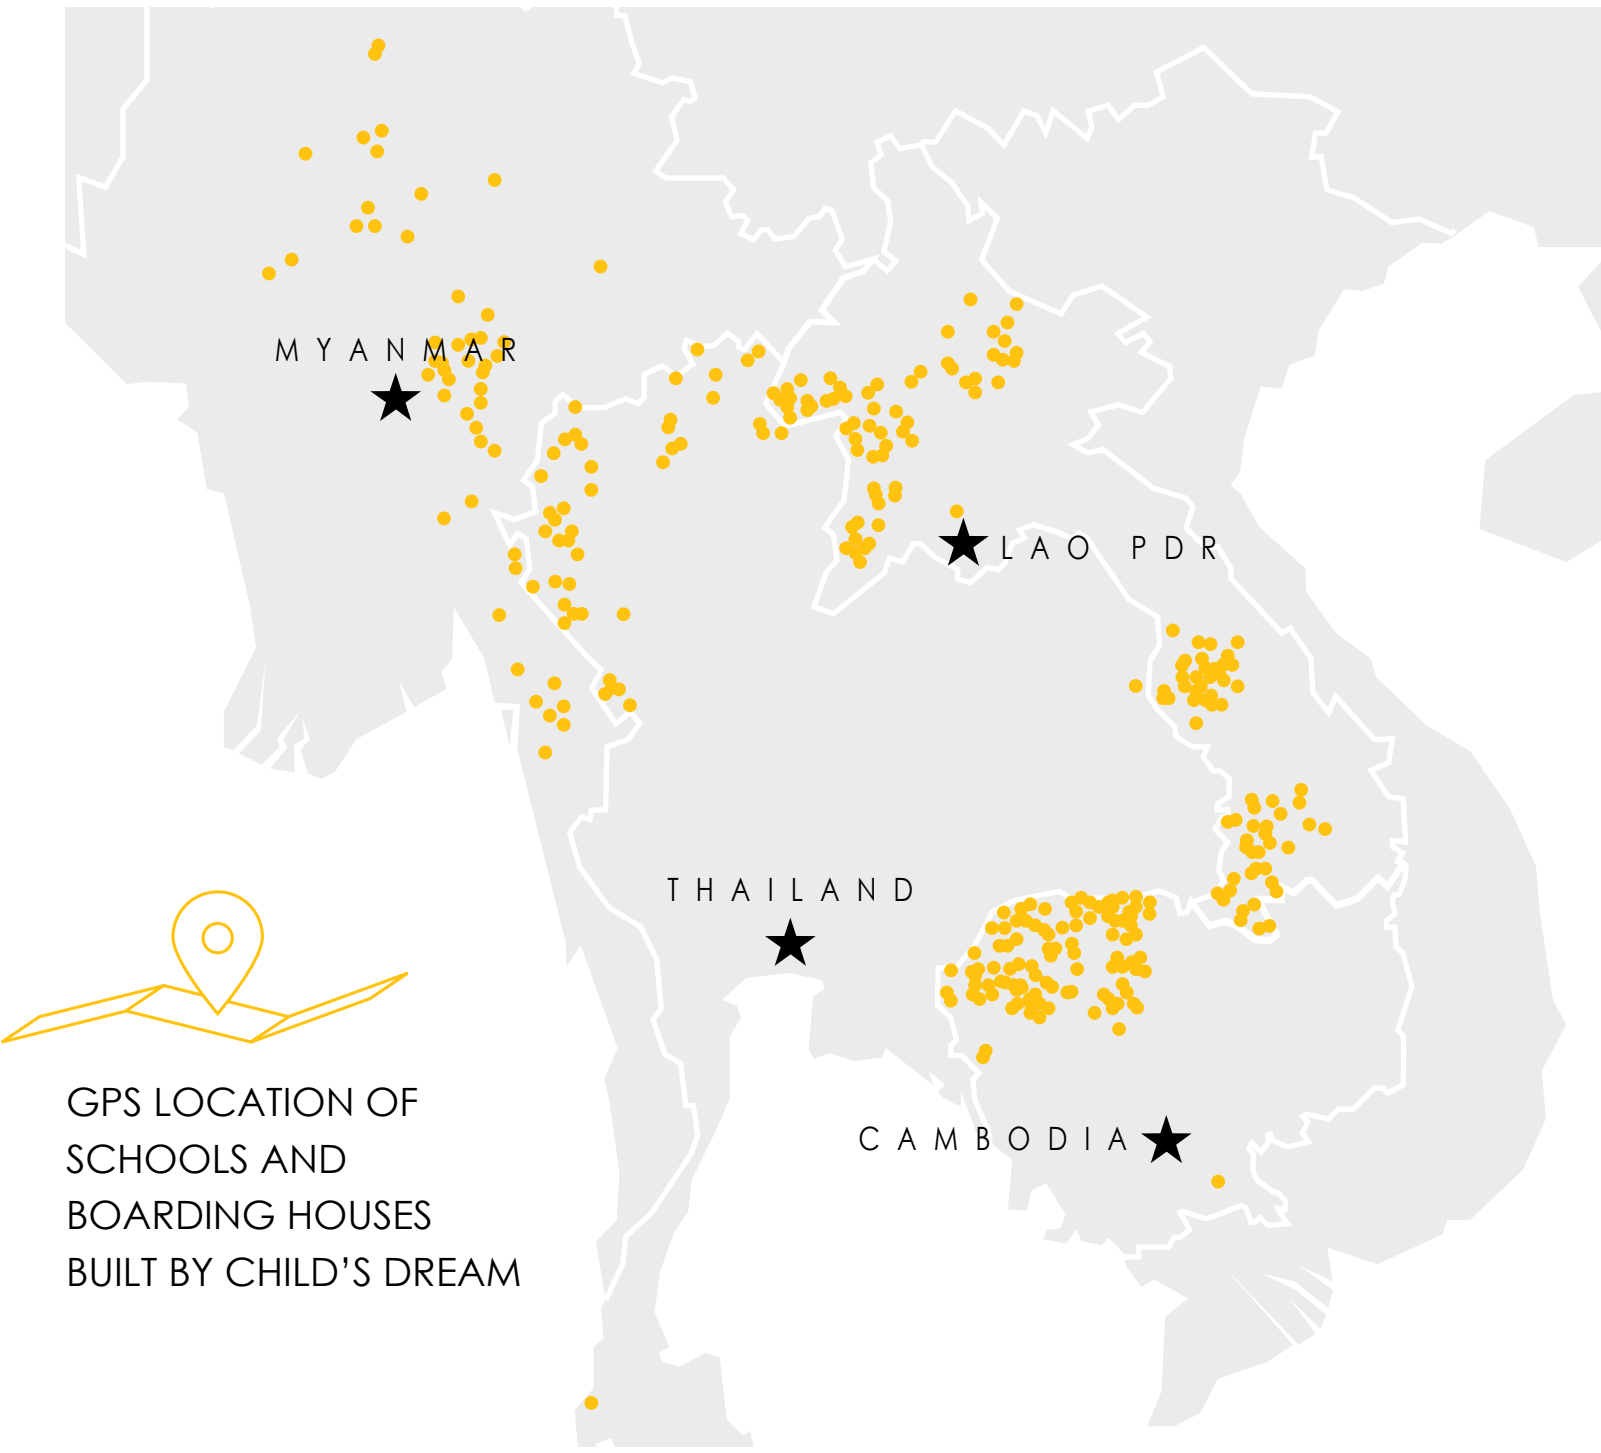 MYANMAR
LAO PDR
THAILAND
CAMBODIA
GPS LOCATION OF
SCHOOLS AND
BOARDING HOUSES
BUILT BY CHILD’S DREAM